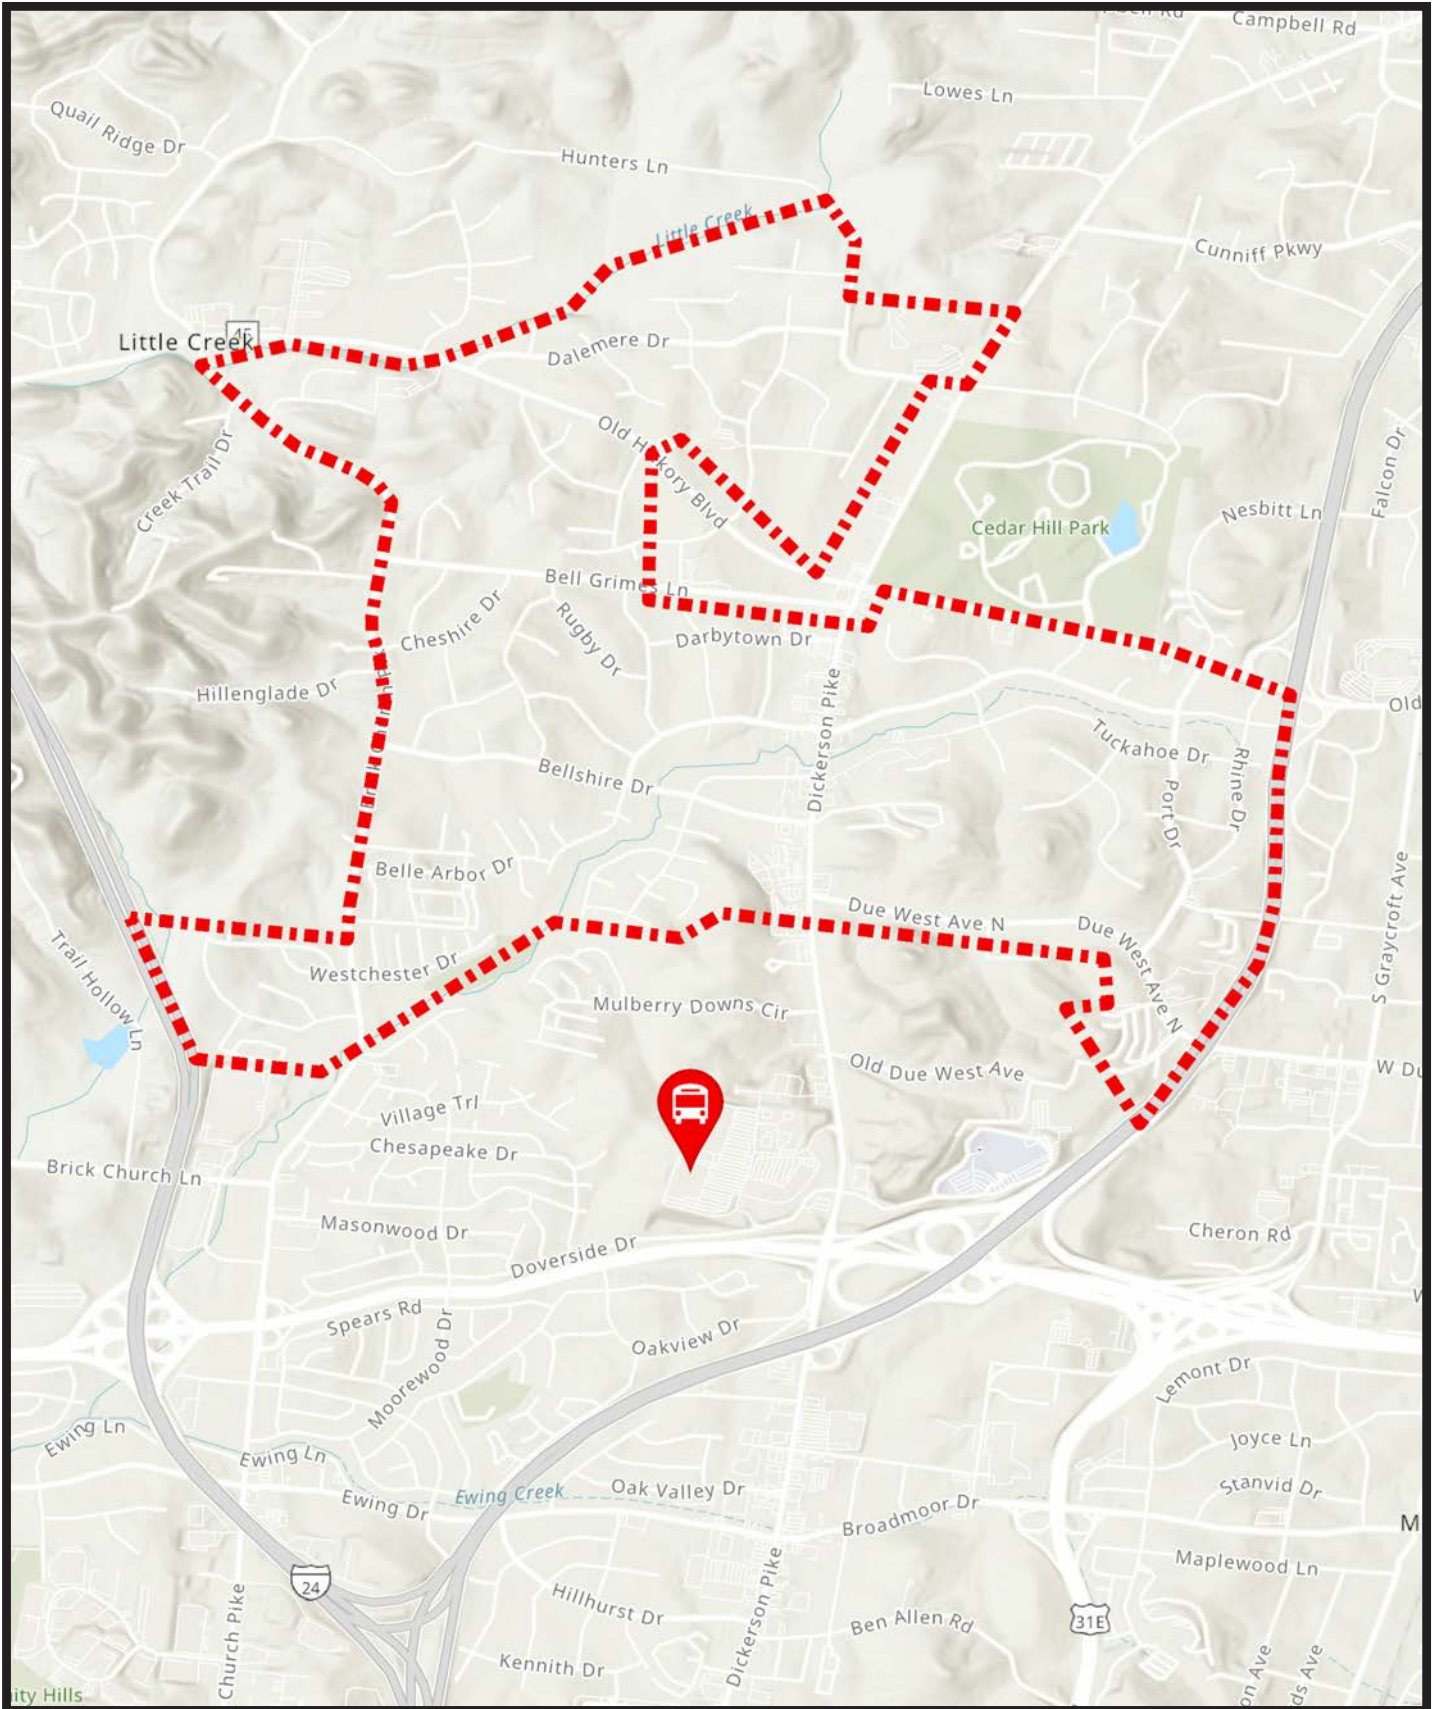 Campbell Rd
Lowes Ln
Quail Ridge Dr
Hunters Ln
Little Creek
Cunniff Pkwy
Little Creek
45
Dalemere Dr
Old Hickory Blvd
Creek Trail Dr
Falcon Dr
Nesbitt Ln
Cedar Hill Park
Bell Grimes Ln
Cheshire Dr
Rugby Dr
Darbytown Dr
Hillenglade Dr
Dickerson Pike
Old
Tuckahoe Dr
Rhine Dr
Bellshire Dr
Port Dr
Belle Arbor Dr
S Graycroft Ave
Due West Ave N
Due West Ave N
Trail Hollow Ln
Westchester Dr
Mulberry Downs Cir
Old Due West Ave
W Du
Village Trl
Chesapeake Dr
Brick Church Ln
Masonwood Dr
Cheron Rd
Doverside Dr
Spears Rd
Oakview Dr
Moorewood Dr
Lemont Dr
Ewing Ln
Joyce Ln
Ewing Ln
Stanvid Dr
Ewing Dr
Ewing Creek
Oak Valley Dr
Broadmoor Dr
M
Maplewood Ln
24
Hillhurst Dr
Dickerson Pike
Ben Allen Rd
31E
Church Pike
Kennith Dr
on Ave
ds Ave
ity Hills